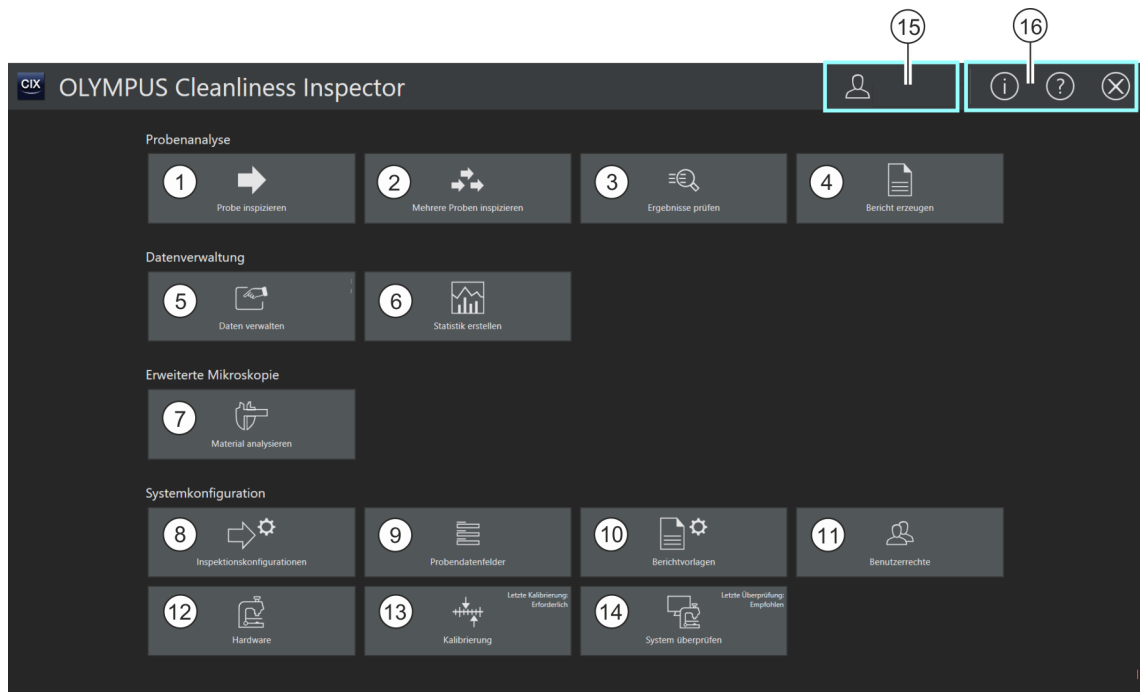 15 16
CIX OLYMPUS Cleanliness Inspector i ?
Probenanalyse
1 2 3 4
Probe inspizieren Mehrere Proben inspizieren Ergebnisse prüfen Bericht erzeugen
Datenverwaltung
5 6
Daten verwalten Statistik erstellen
Erweiterte Mikroskopie
7
Material analysieren
Systemkonfiguration
8 9 10 11
Inspektionskonfigurationen Probendatenfelder Berichtvorlagen Benutzerrechte
Letzte Kalibrierung: Letzte Überprüfung:
Erforderlich Empfohlen
12 13 14
Hardware Kalibrierung System überprüfen